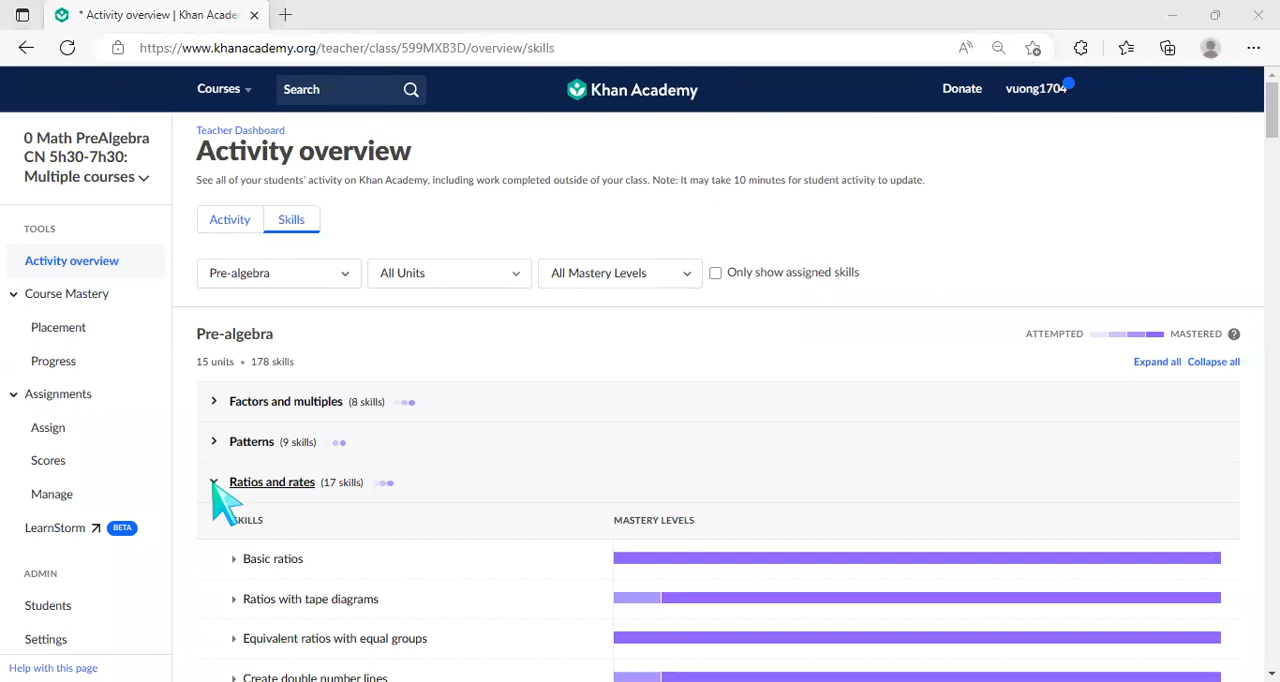 * Activity overview | Khan Acader
https://www.khanacademy.org/teacher/class/599MXB3D/overview/skills
Courses
Search
Khan Academy
Donate
vuong1704
0 Math PreAlgebra
CN 5h30-7h30:
Multiple courses
TOOLS
Activity overview
Course Mastery
Placement
Progress
Assignments
Assign
Scores
Manage
LearnStorm BETA
ADMIN
Students
Settings
Help with this page
Teacher Dashboard
Activity overview
See all of your students' activity on Khan Academy, including work completed outside of your class. Note: It may take 10 minutes for student activity to update.
Activity Skills
Pre-algebra All Units All Mastery Levels Only show assigned skills
Pre-algebra
ATTEMPTED MASTERED ?
15 units • 178 skills
Expand all Collapse all
Factors and multiples (8 skills)
Patterns (9 skills)
Ratios and rates (17 skills)
SKILLS MASTERY LEVELS
Basic ratios
Ratios with tape diagrams
Equivalent ratios with equal groups
Create double number lines